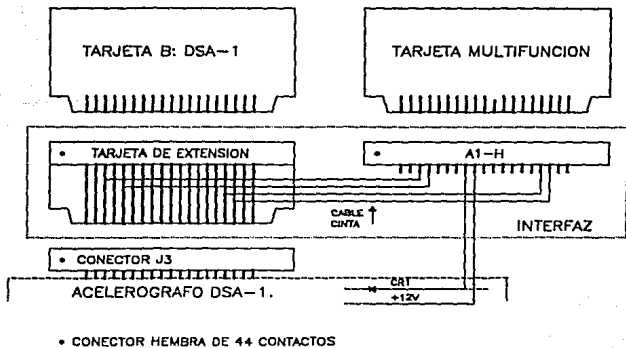 TARJETA B: DSA-1
TARJETA MULTIFUNCION
• TARJETA DE EXTENSION
• A1-H
CABLE
CINTA
INTERFAZ
• CONECTOR J3
CRT
ACELEROGRAFO DSA-1.
+12V
• CONECTOR HEMBRA DE 44 CONTACTOS